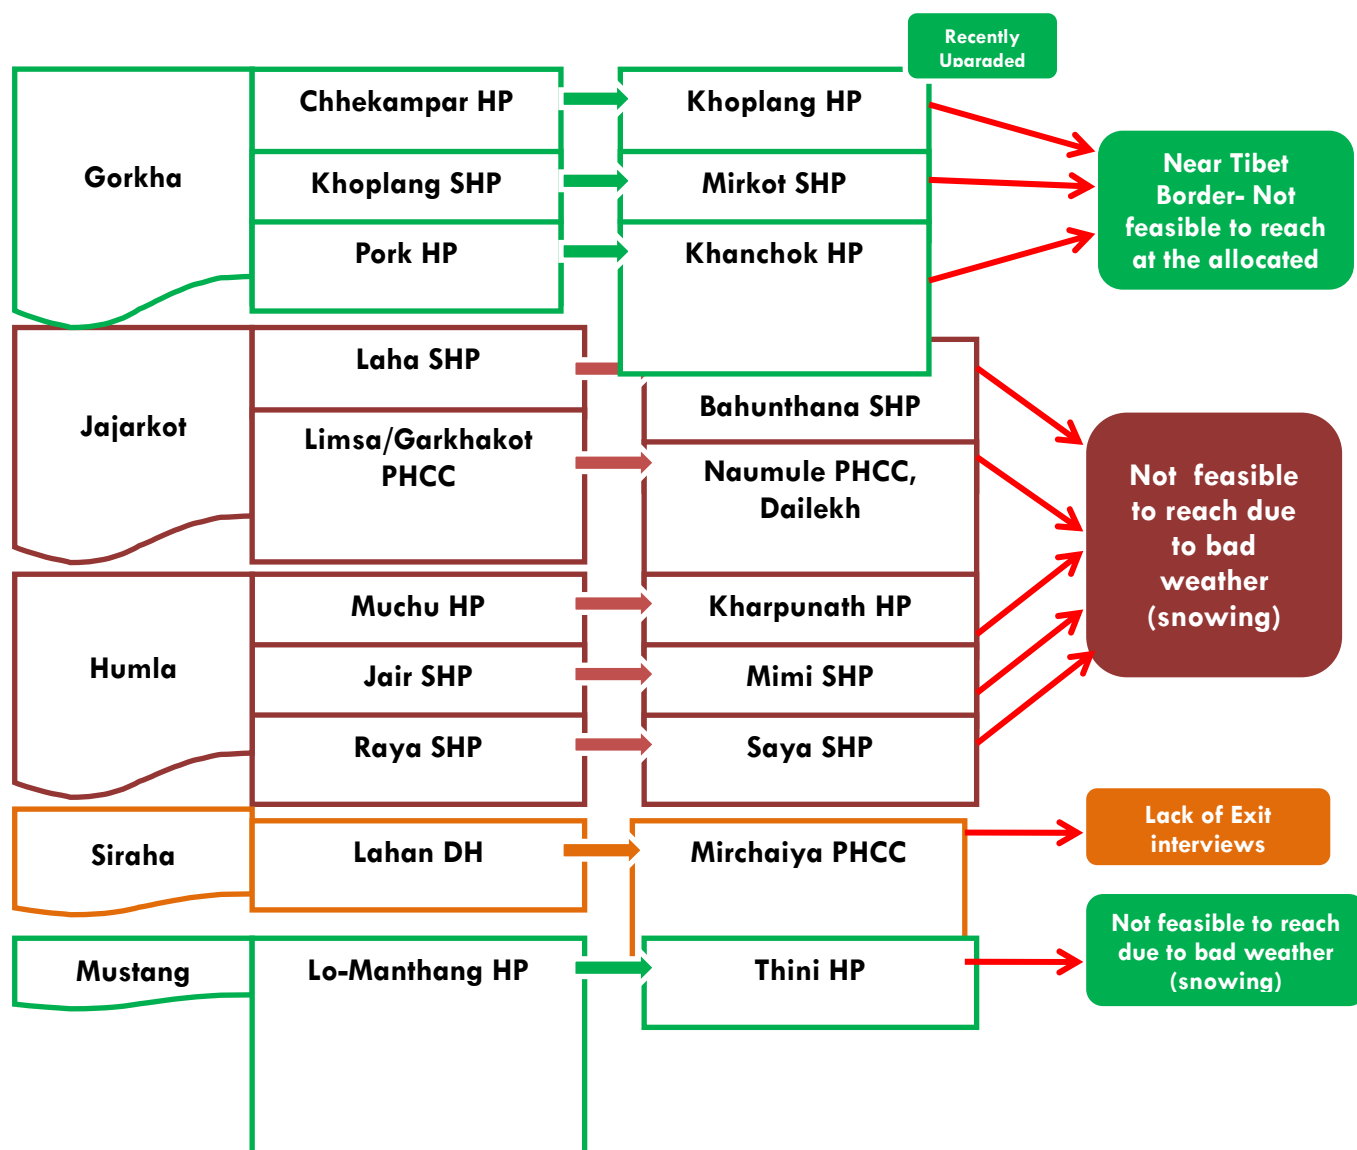 Recently
Upgraded
Gorkha
Chhekampar HP
Khoplang HP
Khoplang SHP
Mirkot SHP
Pork HP
Khanchok HP
Near Tibet
Border- Not
feasible to reach
at the allocated
Jajarkot
Laha SHP
Bahunthana SHP
Limsa/Garkhakot
PHCC
Naumule PHCC,
Dailekh
Humla
Muchu HP
Kharpunath HP
Jair SHP
Mimi SHP
Raya SHP
Saya SHP
Not feasible
to reach due
to bad
weather
(snowing)
Siraha
Lahan DH
Mirchaiya PHCC
Lack of Exit
interviews
Mustang
Lo-Manthang HP
Thini HP
Not feasible to reach
due to bad weather
(snowing)